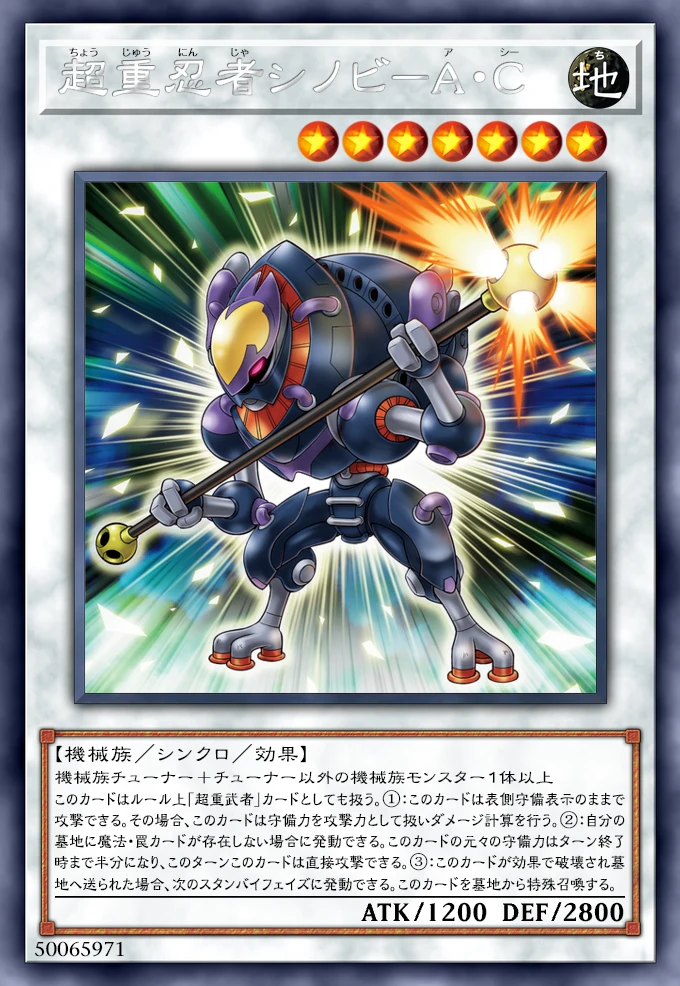 ちょう じゅう にん じゃ ア シー
超重忍者シノビーA・C
ち
地
【機械族／シンクロ／効果】
機械族チューナー＋チューナー以外の機械族モンスター1体以上
このカードはルール上「超重武者」カードとしても扱う。①：このカードは表側守備表示のままで
攻撃できる。その場合、このカードは守備力を攻撃力として扱いダメージ計算を行う。②：自分の
墓地に魔法・罠カードが存在しない場合に発動できる。このカードの元々の守備力はターン終了
時まで半分になり、このターンこのカードは直接攻撃できる。③：このカードが効果で破壊され墓
地へ送られた場合、次のスタンバイフェイズに発動できる。このカードを墓地から特殊召喚する。
ATK/1200 DEF/2800
50065971